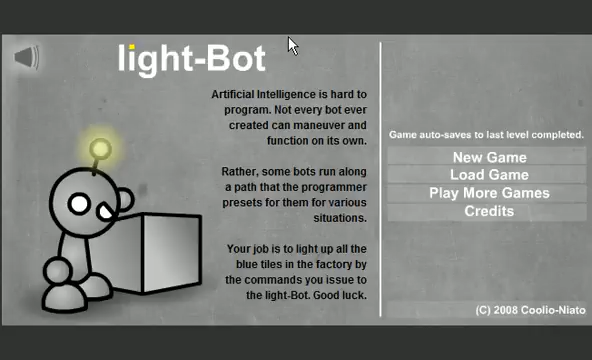 light-Bot
Artificial Intelligence is hard to
program. Not every bot ever
created can maneuver and
function on its own.
Rather, some bots run along
a path that the programmer
presets for them for various
situations.
Your job is to light up all the
blue tiles in the factory by
the commands you issue to
the light-Bot. Good luck.
Game auto-saves to last level completed.
New Game
Load Game
Play More Games
Credits
(C) 2008 Coolio-Niato